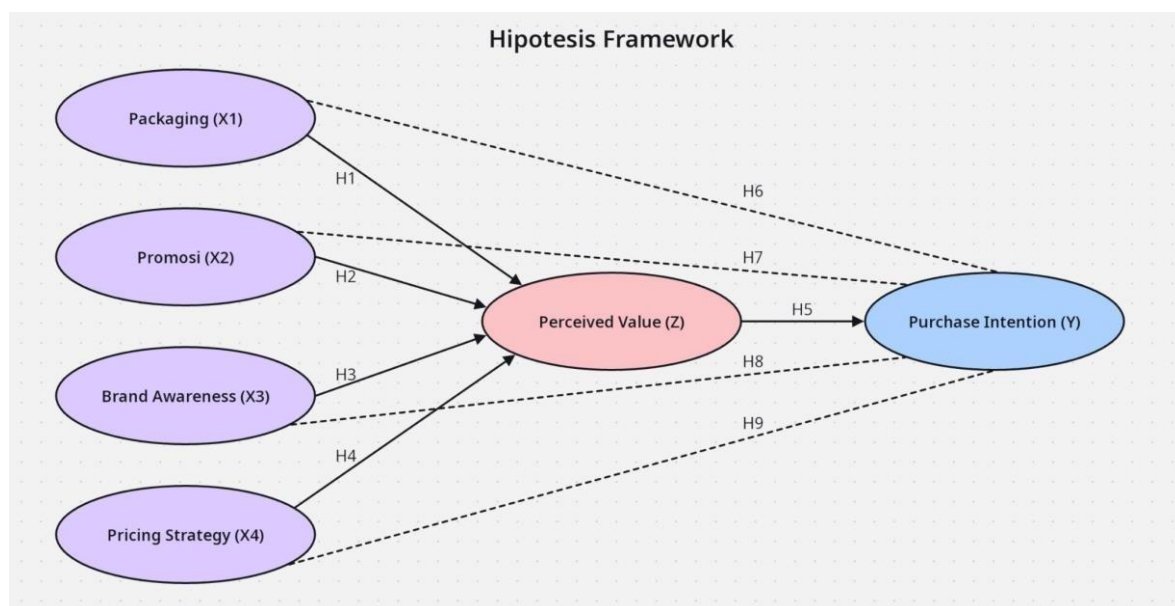 Hipotesis Framework
Packaging (X1)
H1
H6
Promosi (X2)
H2
H7
Perceived Value (Z)
H5
Purchase Intention (Y)
Brand Awareness (X3)
H3
H8
H4
H9
Pricing Strategy (X4)